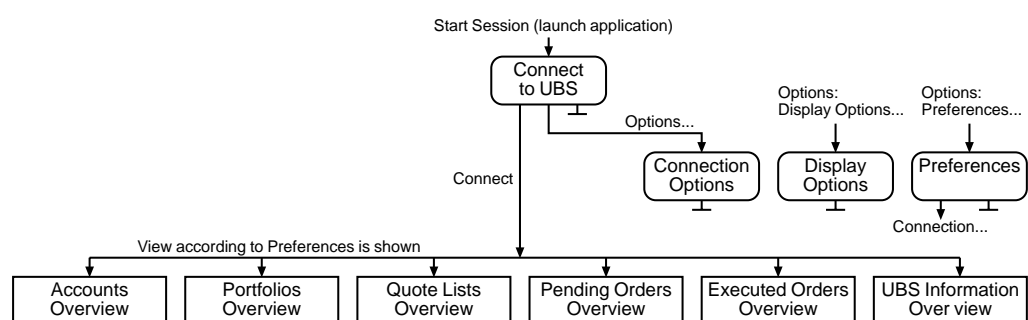 Start Session (launch application)
Connect
to UBS
Options:
Display Options...
Options:
Preferences...
Options...
Connect
Connection
Options
Display
Options
Preferences
Connection...
View according to Preferences is shown
Accounts
Overview
Portfolios
Overview
Quote Lists
Overview
Pending Orders
Overview
Executed Orders
Overview
UBS Information
Over view